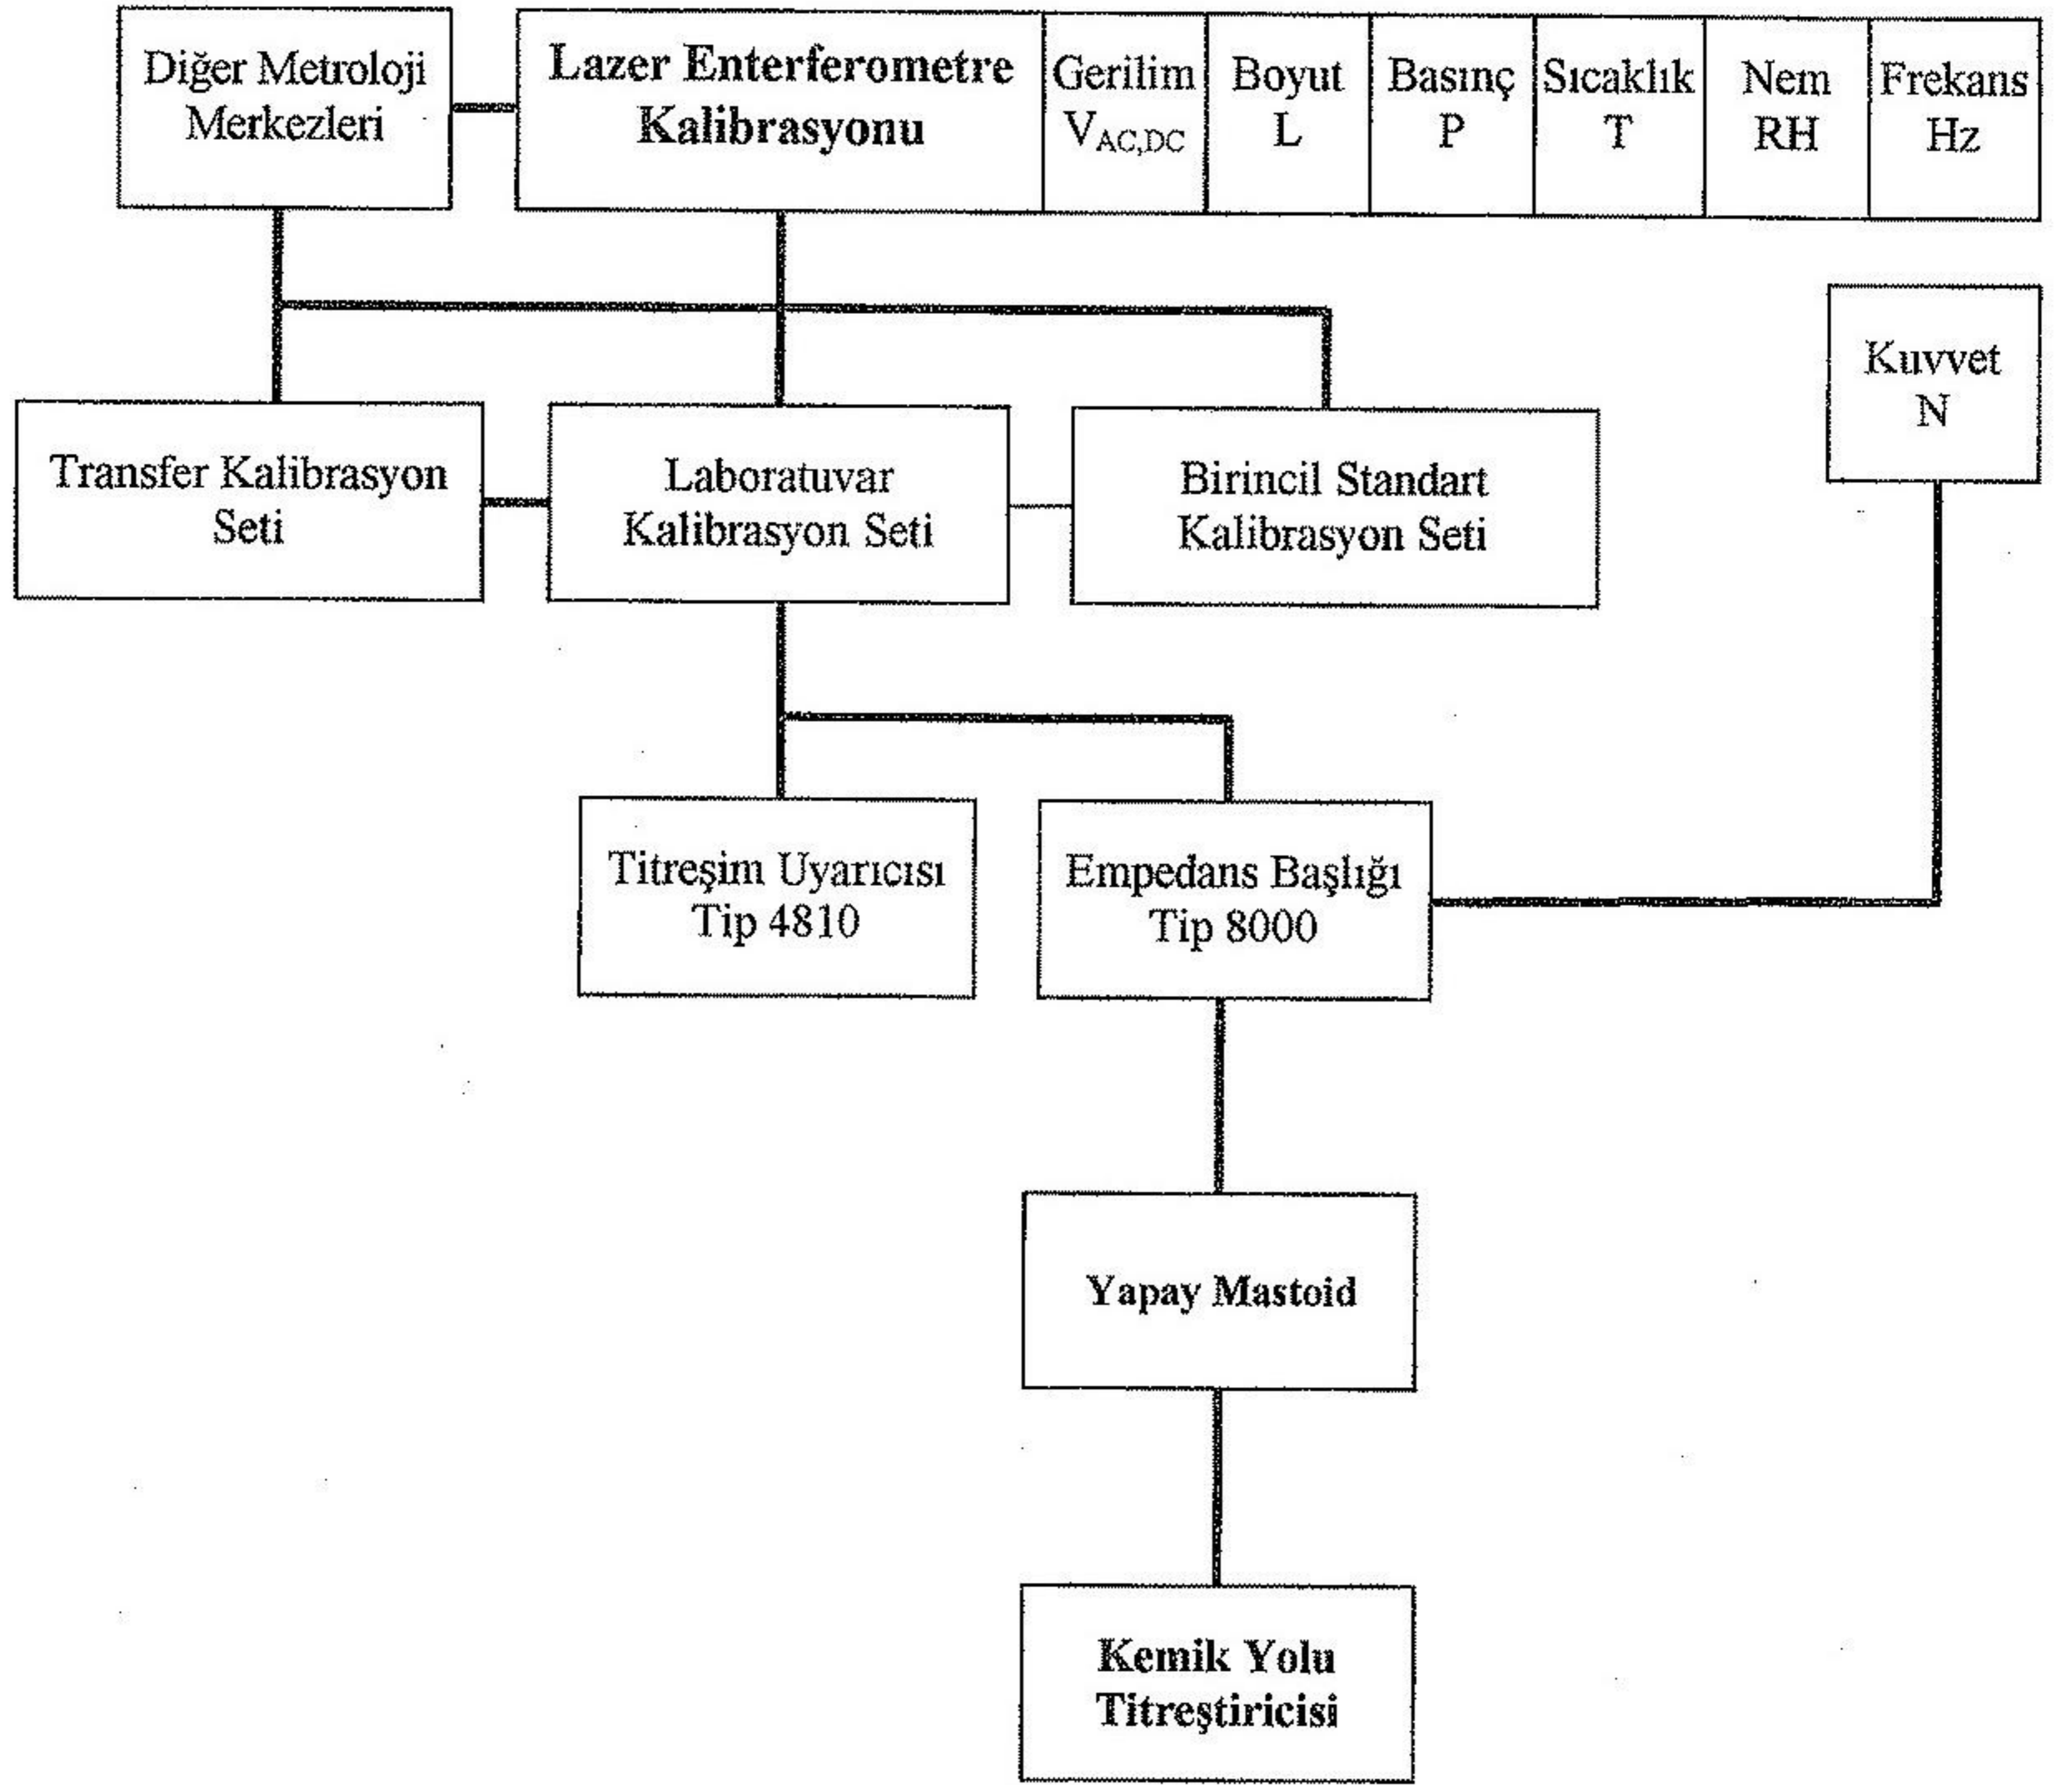 Diğer Metroloji
Merkezleri
Lazer Enterferometre
Kalibrasyonu
Gerilim
V_AC,DC
Boyut
L
Basınç
P
Sıcaklık
T
Nem
RH
Frekans
Hz
Kuvvet
N
Transfer Kalibrasyon
Seti
Laboratuvar
Kalibrasyon Seti
Birincil Standart
Kalibrasyon Seti
Titreşim Uyarıcısı
Tip 4810
Empedans Başlığı
Tip 8000
Yapay Mastoid
Kemik Yolu
Titreştiricisi